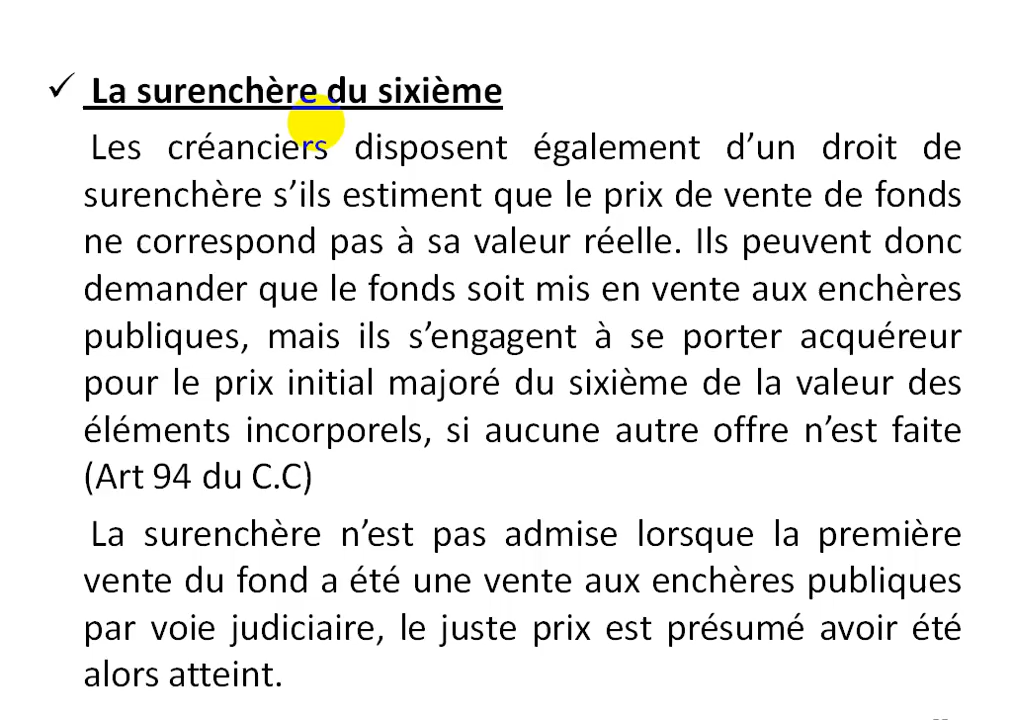 ✓ La surenchère du sixième
Les créanciers disposent également d’un droit de
surenchère s’ils estiment que le prix de vente de fonds
ne correspond pas à sa valeur réelle. Ils peuvent donc
demander que le fonds soit mis en vente aux enchères
publiques, mais ils s’engagent à se porter acquéreur
pour le prix initial majoré du sixième de la valeur des
éléments incorporels, si aucune autre offre n’est faite
(Art 94 du C.C)
La surenchère n’est pas admise lorsque la première
vente du fond a été une vente aux enchères publiques
par voie judiciaire, le juste prix est présumé avoir été
alors atteint.